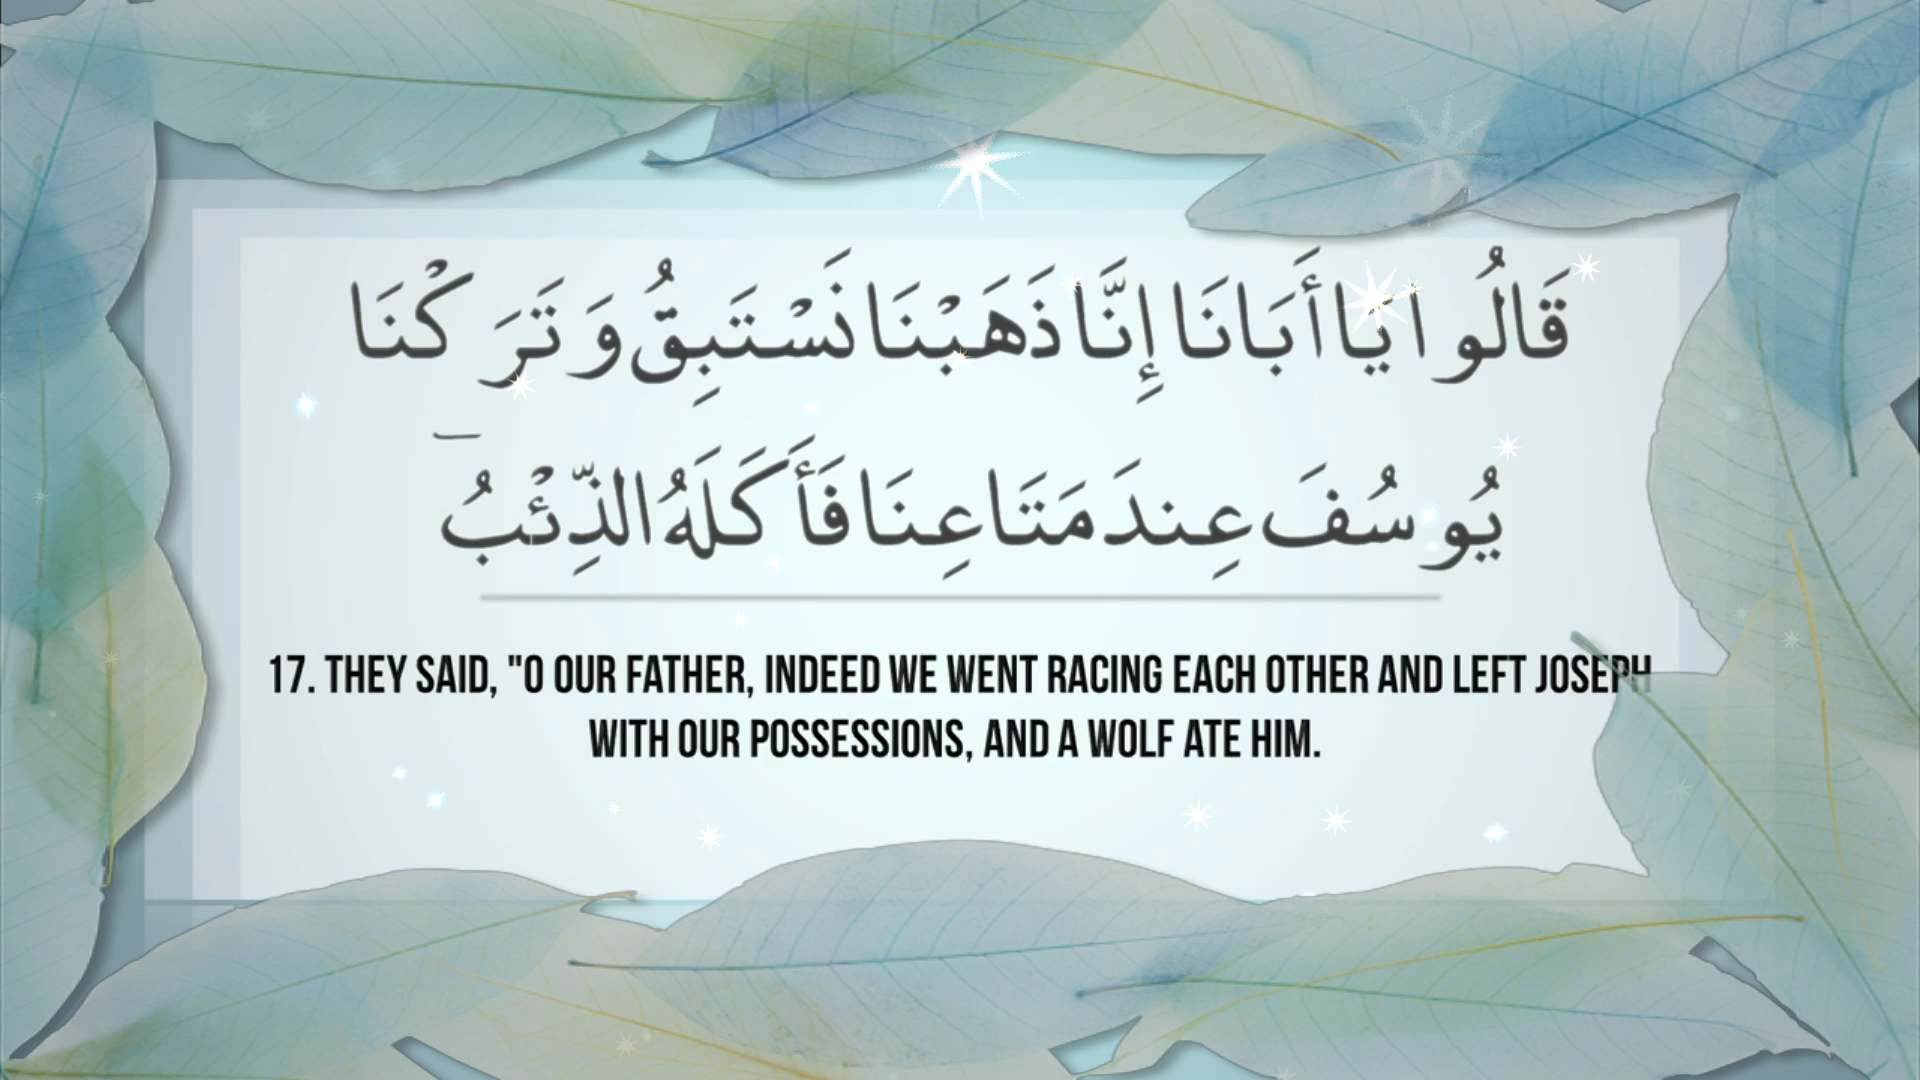 قَالُوا يَا أَبَانَا إِنَّا ذَهَبْنَا نَسْتَبِقُ وَتَرَكْنَا
يُوسُفَ عِندَ مَتَاعِنَا فَأَكَلَهُ الذِّئْبُ ۖ
17. THEY SAID, "O OUR FATHER, INDEED WE WENT RACING EACH OTHER AND LEFT JOSEPH
WITH OUR POSSESSIONS, AND A WOLF ATE HIM.